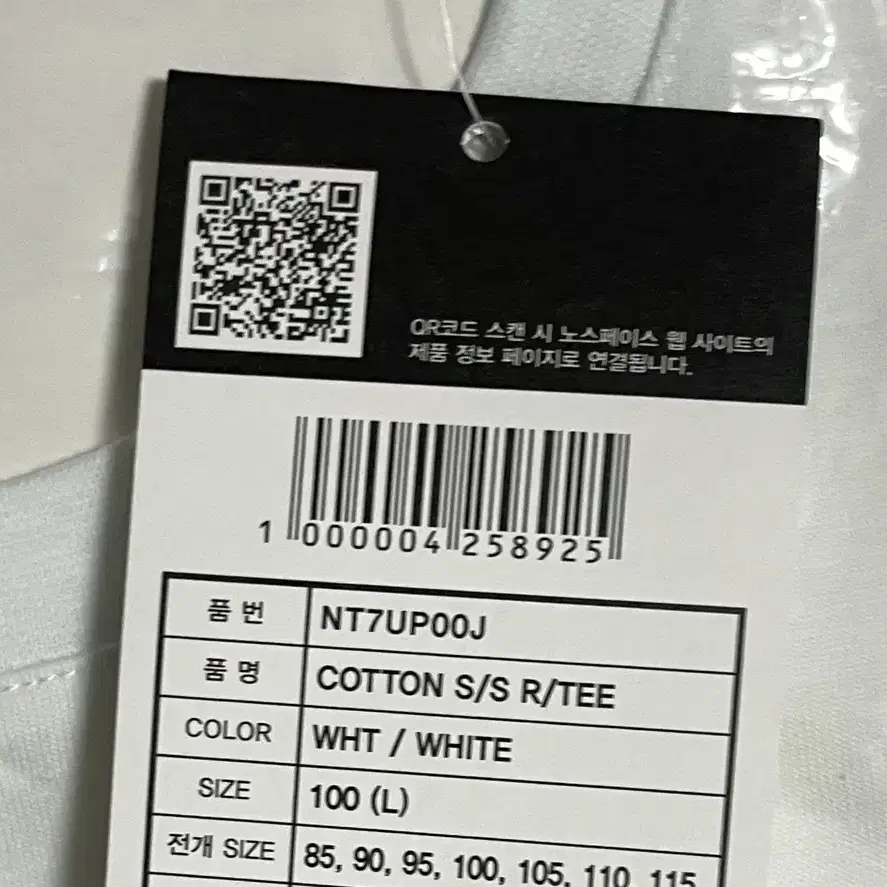 QR코드 스캔 시 노스페이스 웹 사이트의
제품 정보 페이지로 연결됩니다.
1 000004 258925
품 번 NT7UP00J
품 명 COTTON S/S R/TEE
COLOR WHT / WHITE
SIZE 100 (L)
전개 SIZE 85, 90, 95, 100, 105, 110, 115